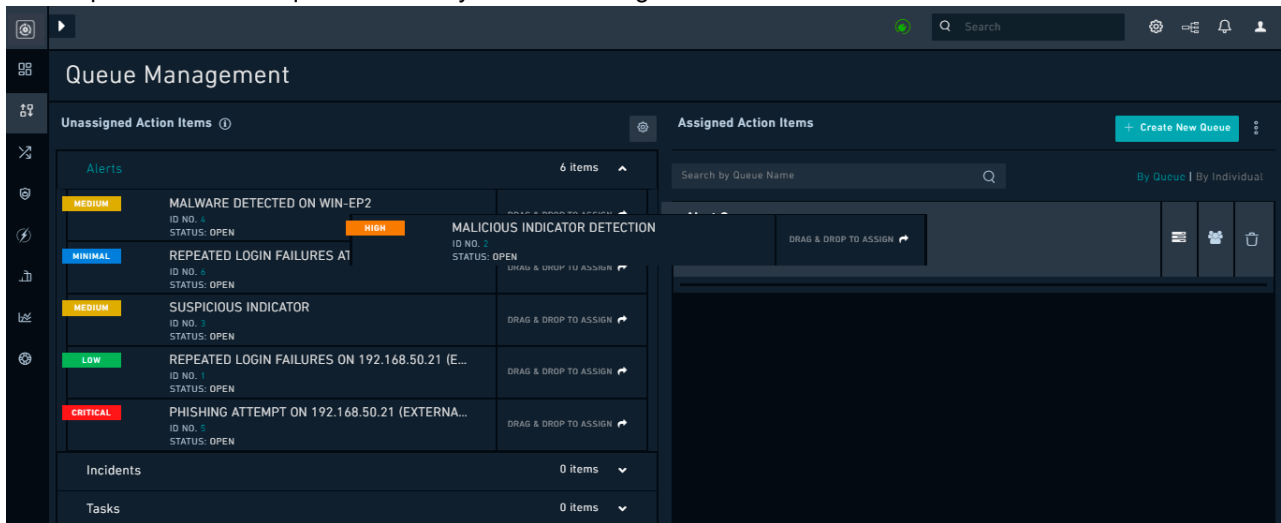 Search
Queue Management
Unassigned Action Items
Assigned Action Items
+ Create New Queue
Alerts
6 items
Search by Queue Name
By Queue | By Individual
MEDIUM
MALWARE DETECTED ON WIN-EP2
ID NO. 4
STATUS: OPEN
HIGH
MALICIOUS INDICATOR DETECTION
ID NO. 2
STATUS: OPEN
DRAG & DROP TO ASSIGN
MINIMAL
REPEATED LOGIN FAILURES AT
ID NO. 6
STATUS: OPEN
DRAG & DROP TO ASSIGN
MEDIUM
SUSPICIOUS INDICATOR
ID NO. 3
STATUS: OPEN
DRAG & DROP TO ASSIGN
LOW
REPEATED LOGIN FAILURES ON 192.168.50.21 (E...
ID NO. 1
STATUS: OPEN
DRAG & DROP TO ASSIGN
CRITICAL
PHISHING ATTEMPT ON 192.168.50.21 (EXTERNA...
ID NO. 5
STATUS: OPEN
DRAG & DROP TO ASSIGN
Incidents
0 items
Tasks
0 items